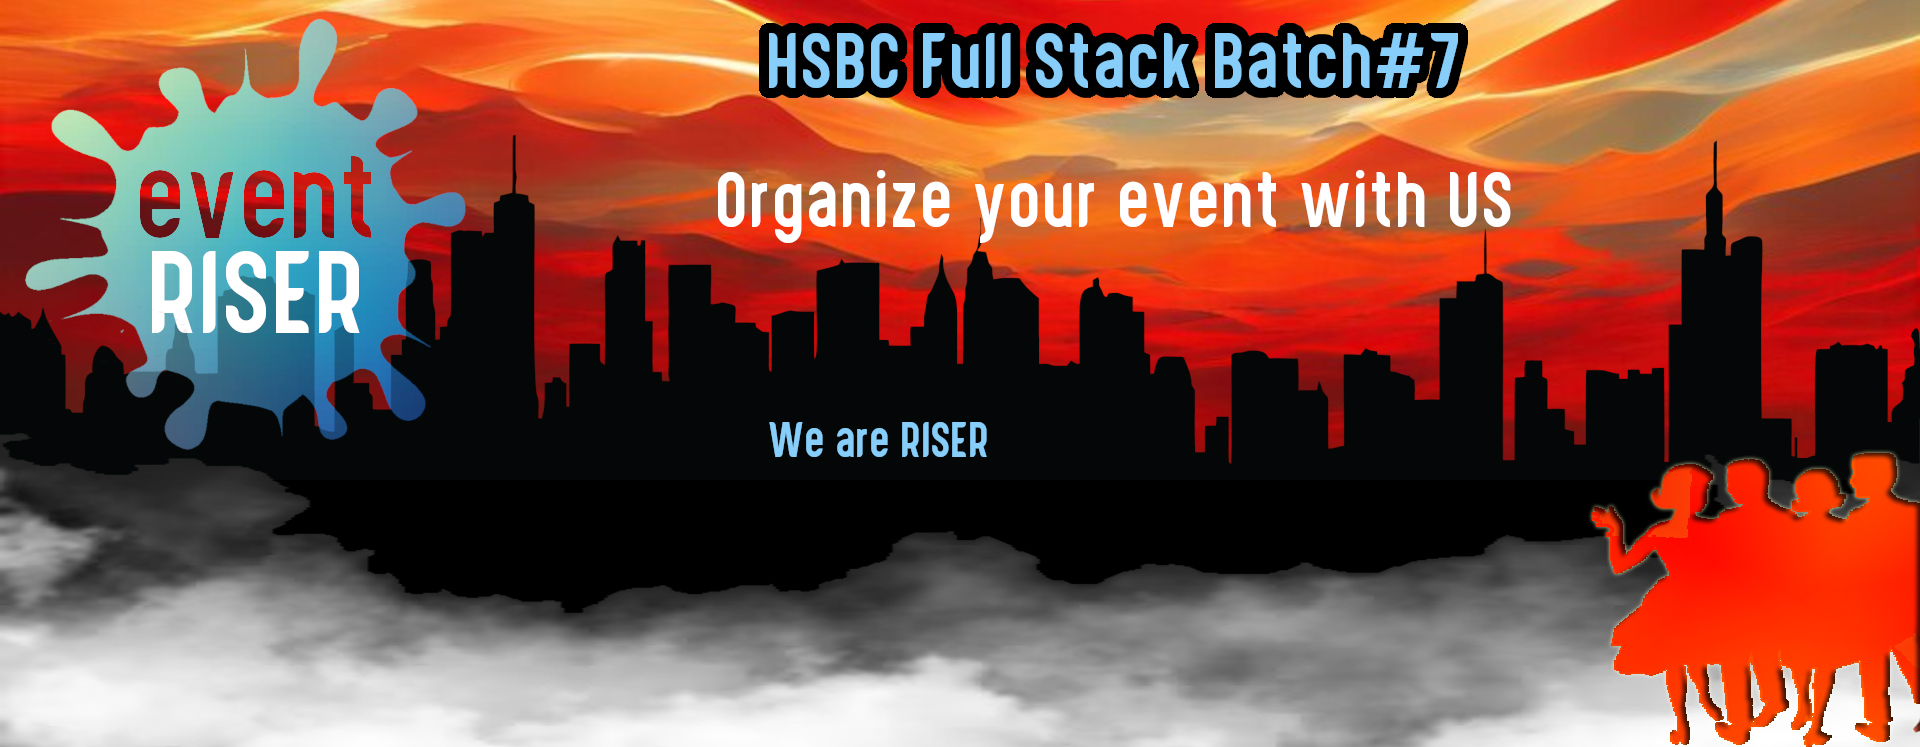 HSBC Full Stack Batch#7
event
RISER
Organize your event with US
We are RISER